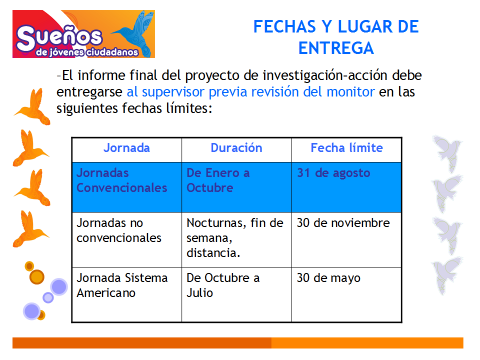 Sueños
de jóvenes ciudadanos
FECHAS Y LUGAR DE
ENTREGA
–El informe final del proyecto de investigación-acción debe
entregarse al supervisor previa revisión del monitor en las
siguientes fechas límites:
Jornada Duración Fecha límite
Jornadas De Enero a 31 de agosto
Convencionales Octubre
Jornadas no Nocturnas, fin de 30 de noviembre
convencionales semana,
distancia.
Jornada Sistema De Octubre a 30 de mayo
Americano Julio